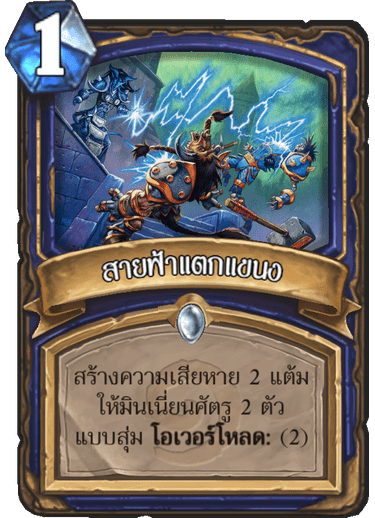 1
สายฟ้าแตกแขนง
สร้างความเสียหาย 2 แต้ม
ให้มินเนี่ยนศัตรู 2 ตัว
แบบสุ่ม โอเวอร์โหลด: (2)